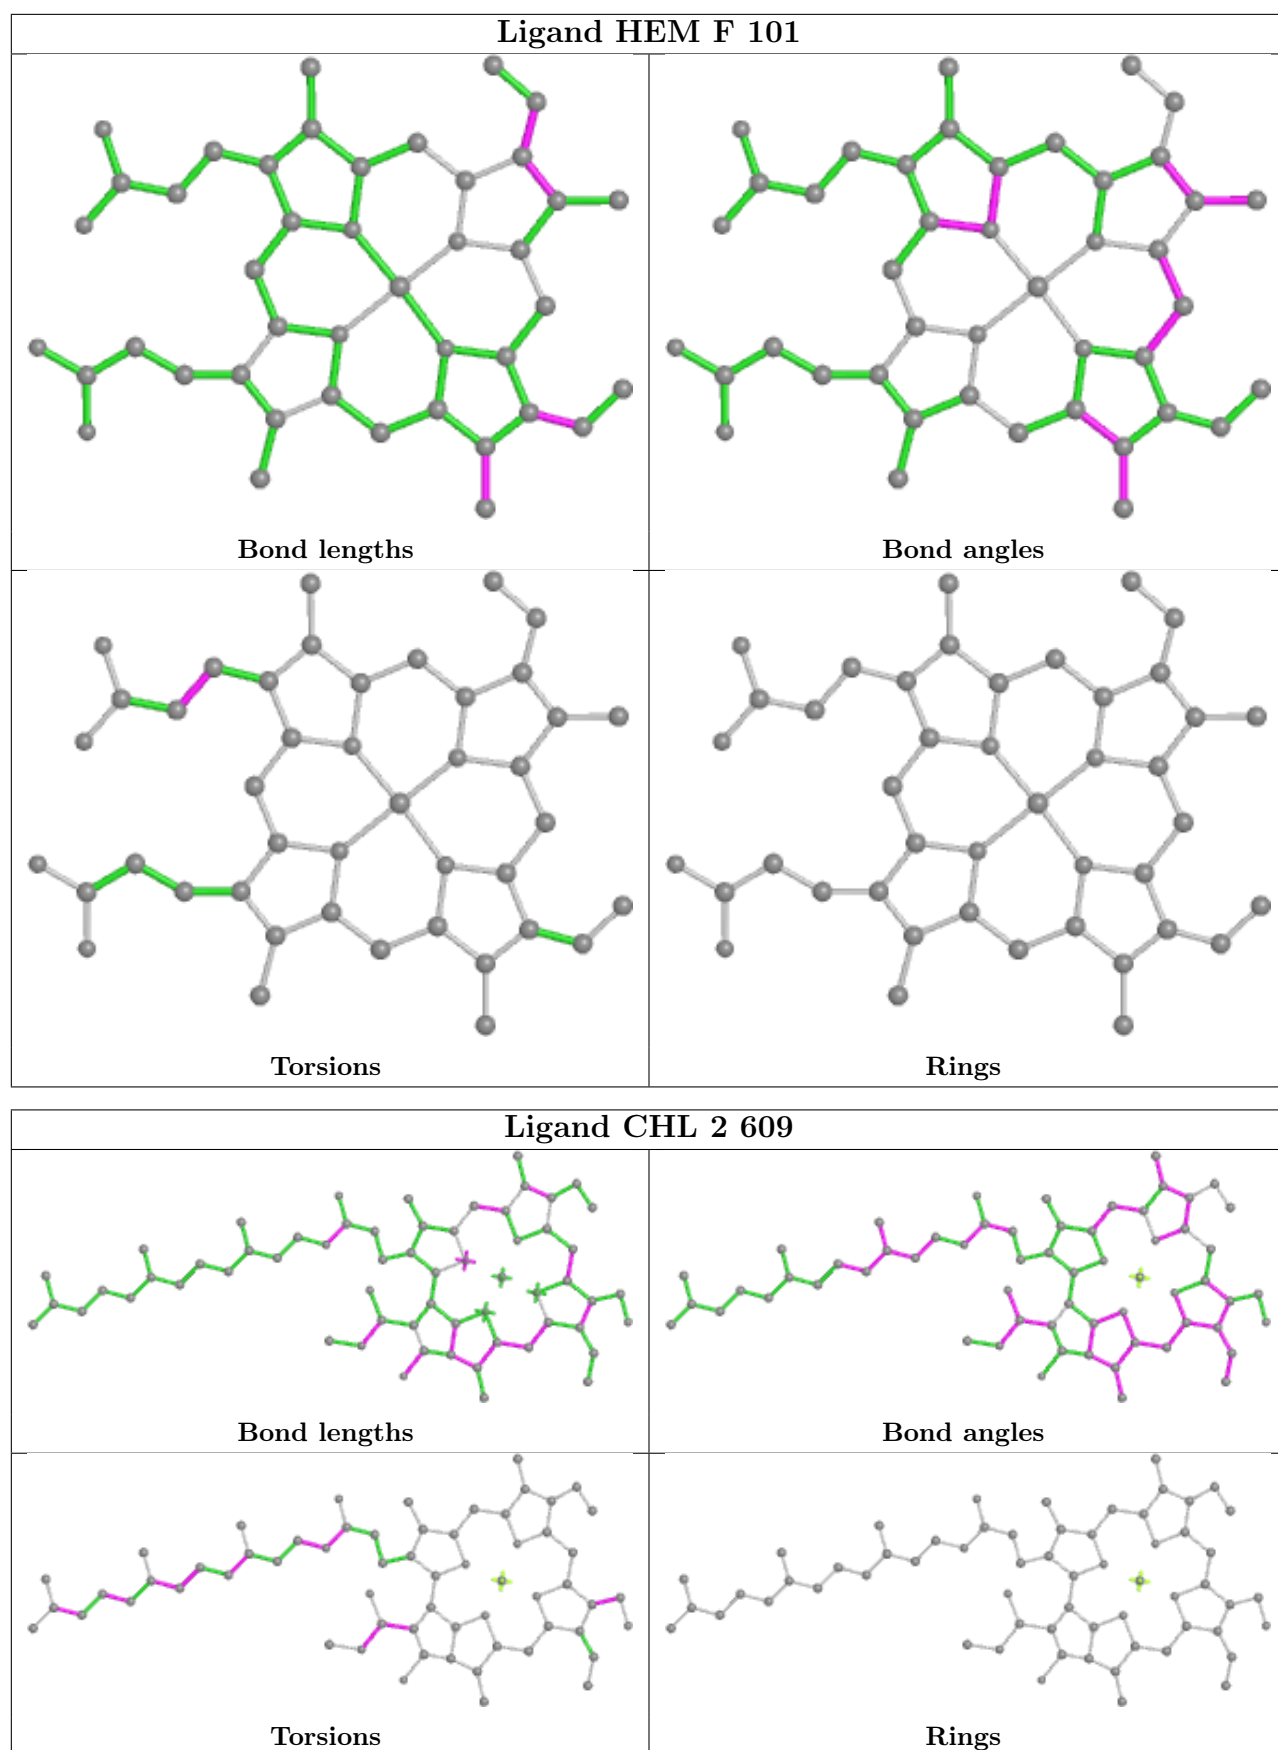 Ligand HEM F 101
Bond lengths
Bond angles
Torsions
Rings
Ligand CHL 2 609
Bond lengths
Bond angles
Torsions
Rings